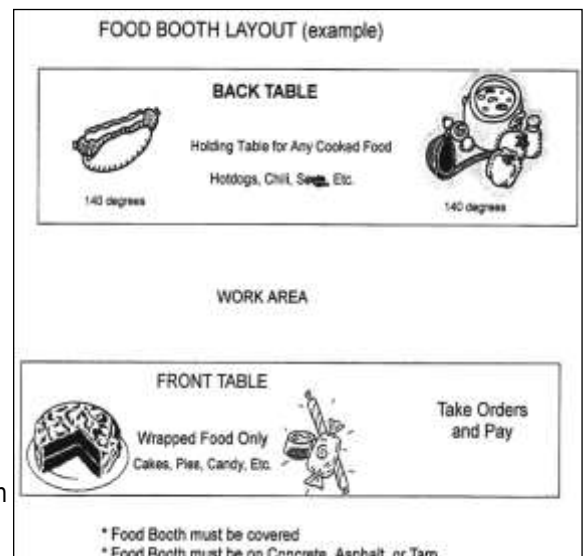 FOOD BOOTH LAYOUT (example)
BACK TABLE
Holding Table for Any Cooked Food
Hotdogs, Chili, Etc.
140 degrees
140 degrees
WORK AREA
FRONT TABLE
Wrapped Food Only
Cakes, Pies, Candy, Etc.
Take Orders
and Pay
* Food Booth must be covered
* Food Booth must be on Concrete, Asphalt, or Tarp